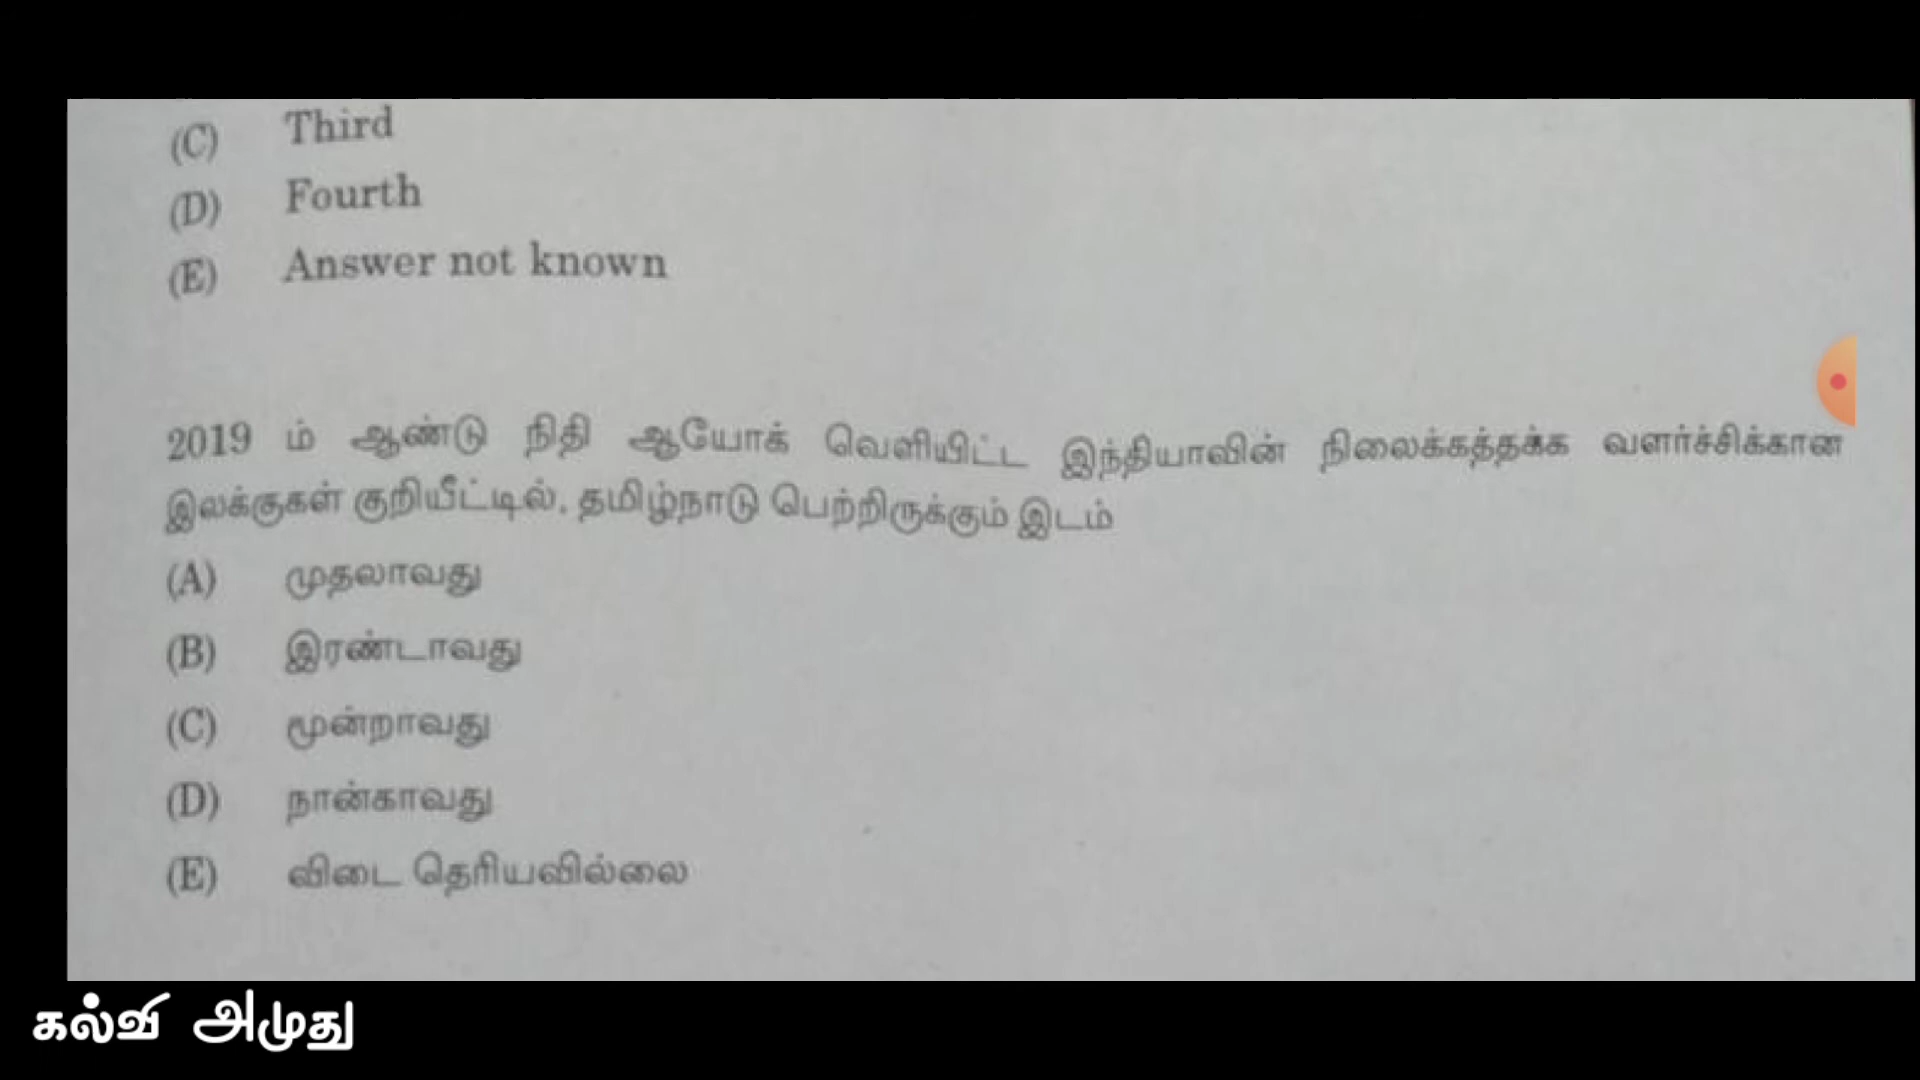 (C) Third
(D) Fourth
(E) Answer not known
2019 ம் ஆண்டு நிதி ஆயோக் வெளியிட்ட இந்தியாவின் நிலைக்கத்தக்க வளர்ச்சிக்கான
இலக்குகள் குறியீட்டில், தமிழ்நாடு பெற்றிருக்கும் இடம்
(A) முதலாவது
(B) இரண்டாவது
(C) மூன்றாவது
(D) நான்காவது
(E) விடை தெரியவில்லை
கல்வி அமுது